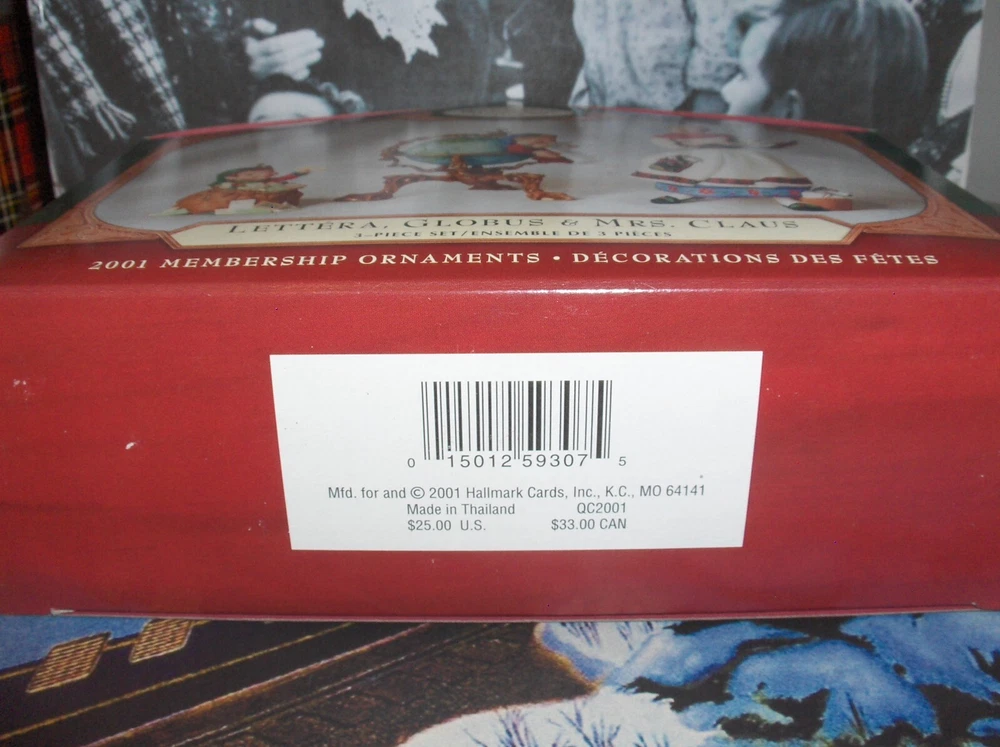 LETTERA, GLOBUS & MRS. CLAUS
3-PIECE SET/ENSEMBLE DE 3 PIÈCES
2001 MEMBERSHIP ORNAMENTS • DÉCORATIONS DES FÊTES
0 15012 59307 5
Mfd. for and © 2001 Hallmark Cards, Inc., K.C., MO 64141
Made in Thailand QC2001
$25.00 U.S. $33.00 CAN